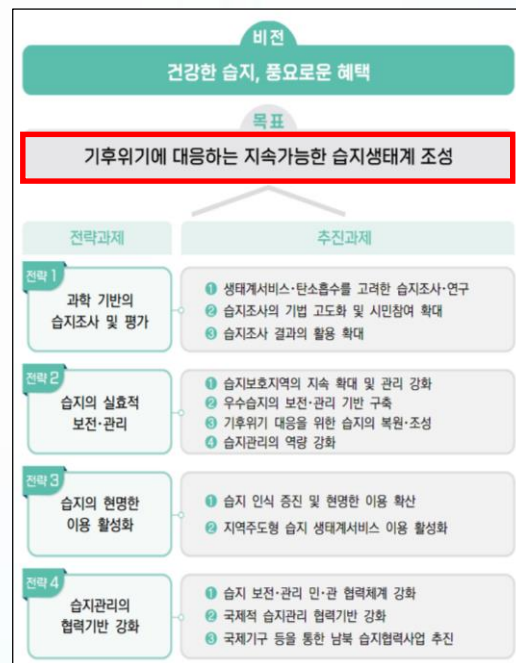 비전
건강한 습지, 풍요로운 혜택
목표
기후위기에 대응하는 지속가능한 습지생태계 조성
전략과제
추진과제
전략 1
과학 기반의
습지조사 및 평가
❶ 생태계서비스·탄소흡수를 고려한 습지조사·연구
❷ 습지조사의 기법 고도화 및 시민참여 확대
❸ 습지조사 결과의 활용 확대
전략 2
습지의 실효적
보전·관리
❶ 습지보호지역의 지속 확대 및 관리 강화
❷ 우수습지의 보전·관리 기반 구축
❸ 기후위기 대응을 위한 습지의 복원·조성
❹ 습지관리의 역량 강화
전략 3
습지의 현명한
이용 활성화
❶ 습지 인식 증진 및 현명한 이용 확산
❷ 지역주도형 습지 생태계서비스 이용 활성화
전략 4
습지관리의
협력기반 강화
❶ 습지 보전·관리 민·관 협력체계 강화
❷ 국제적 습지관리 협력기반 강화
❸ 국제기구 등을 통한 남북 습지협력사업 추진